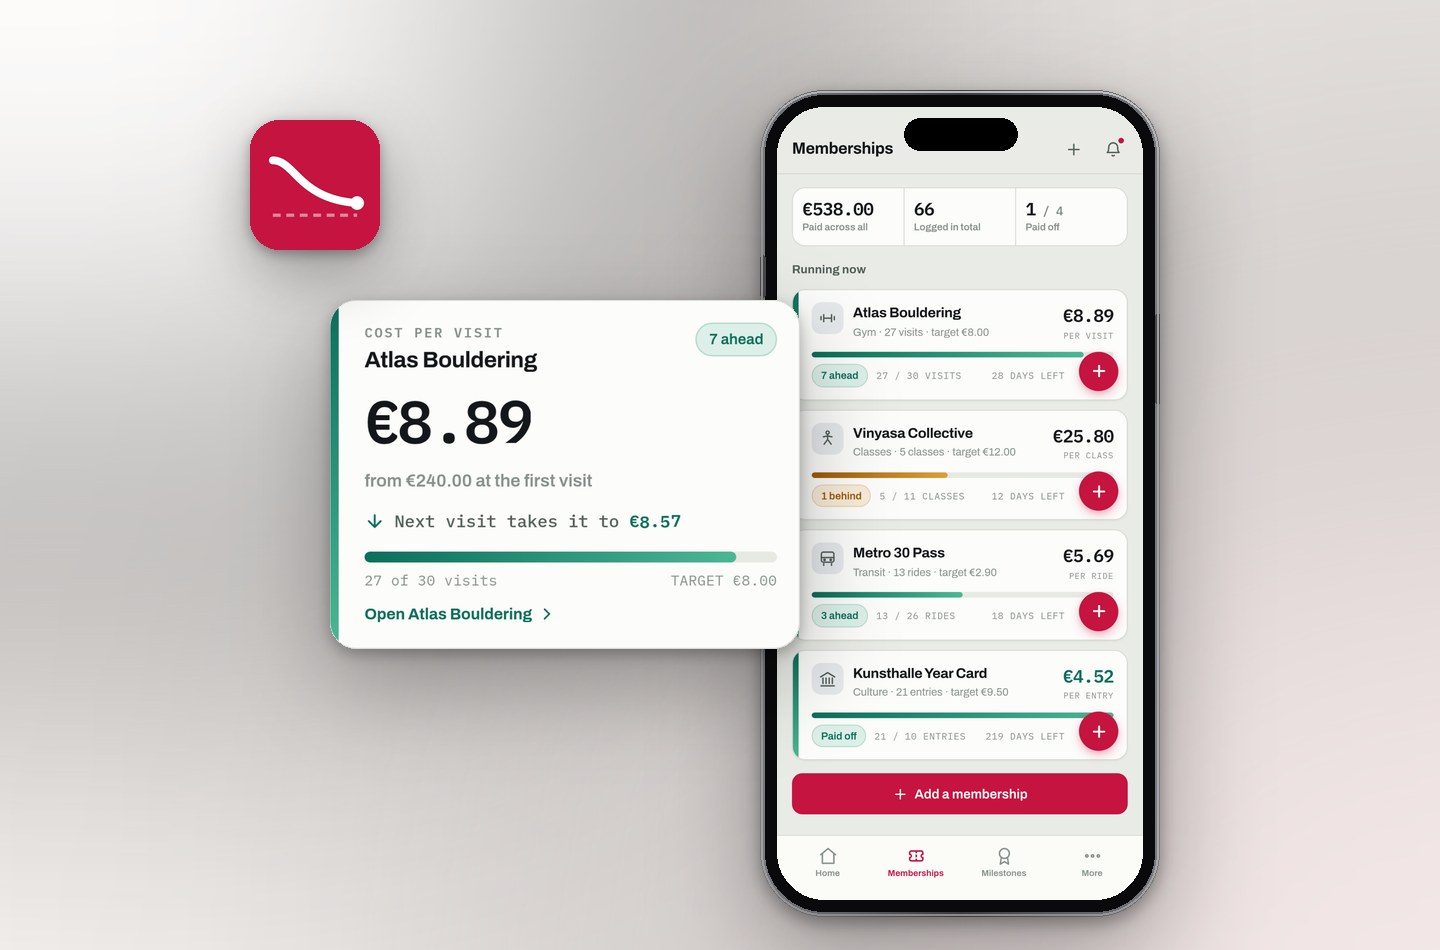 COST PER VISIT
Atlas Bouldering
7 ahead
€8.89
from €240.00 at the first visit
Next visit takes it to €8.57
27 of 30 visits
TARGET €8.00
Open Atlas Bouldering
Memberships
€538.00
Paid across all
66
Logged in total
1 / 4
Paid off
Running now
Atlas Bouldering
€8.89
Gym · 27 visits · target €8.00
PER VISIT
7 ahead
27 / 30 VISITS
28 DAYS LEFT
Vinyasa Collective
€25.80
Classes · 5 classes · target €12.00
PER CLASS
1 behind
5 / 11 CLASSES
12 DAYS LEFT
Metro 30 Pass
€5.69
Transit · 13 rides · target €2.90
PER RIDE
3 ahead
13 / 26 RIDES
18 DAYS LEFT
Kunsthalle Year Card
€4.52
Culture · 21 entries · target €9.50
PER ENTRY
Paid off
21 / 10 ENTRIES
219 DAYS LEFT
+ Add a membership
Home
Memberships
Milestones
More